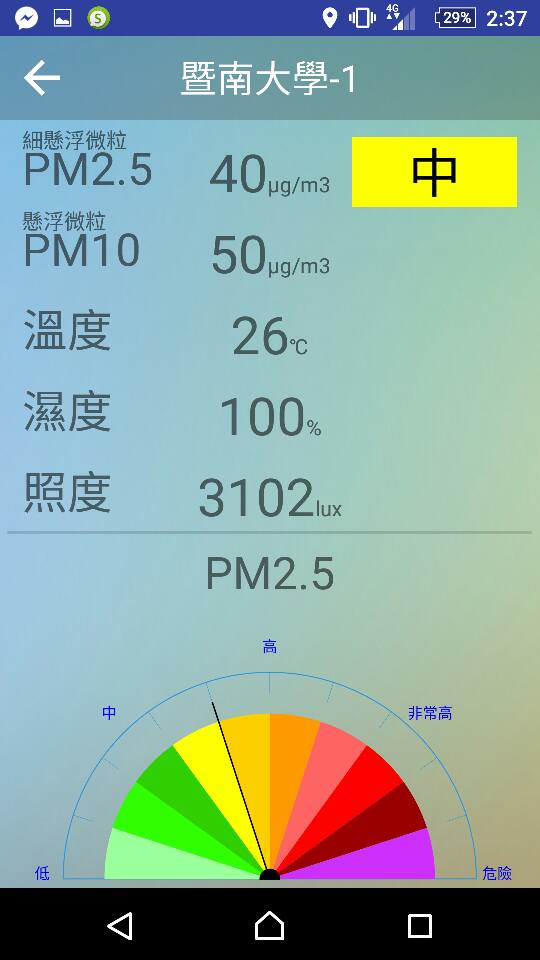 4G 29% 2:37
暨南大學-1
細懸浮微粒
PM2.5 40μg/m3 中
懸浮微粒
PM10 50μg/m3
溫度 26℃
濕度 100%
照度 3102lux
PM2.5
高
中 非常高
低 危險